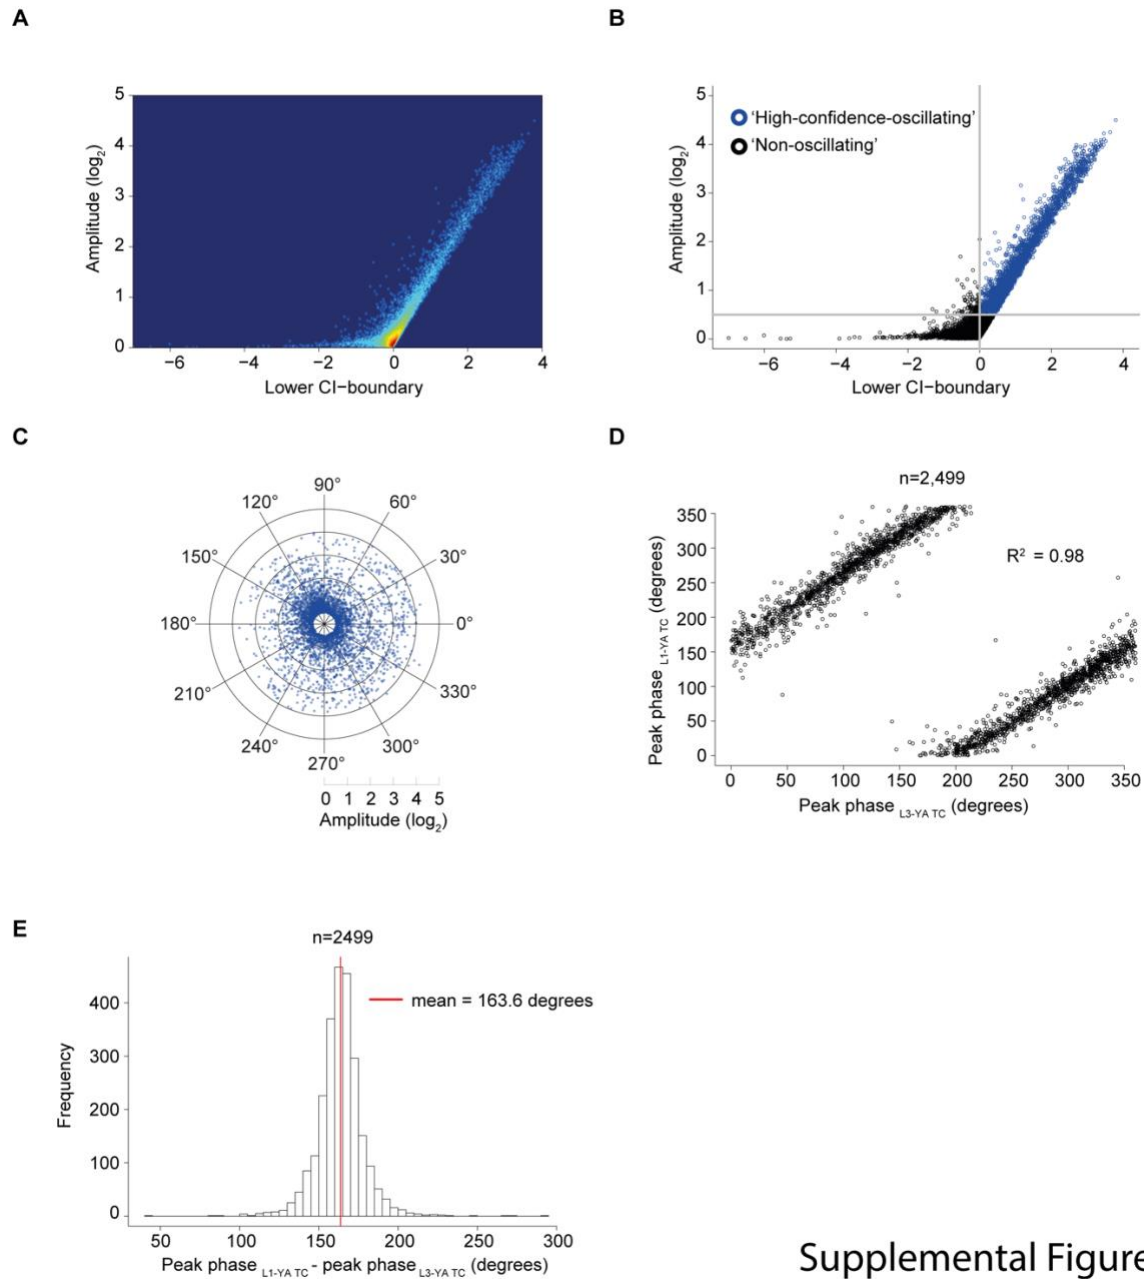 A
5
4
3
2
1
0
Amplitude (log2)
−6 −4 −2 0 2 4
Lower CI−boundary
B
5
4
3
2
1
0
Amplitude (log2)
'High-confidence-oscillating'
'Non-oscillating'
−6 −4 −2 0 2 4
Lower CI−boundary
C
90°
120° 60°
150° 30°
180° 0°
210° 330°
240° 300°
270°
0 1 2 3 4 5
Amplitude (log2)
D
n=2,499
R2 = 0.98
350
300
250
200
150
100
50
0
Peak phase L1-YA TC (degrees)
0 50 100 150 200 250 300 350
Peak phase L3-YA TC (degrees)
E
n=2499
mean = 163.6 degrees
400
300
200
100
0
Frequency
50 100 150 200 250 300
Peak phase L1-YA TC - peak phase L3-YA TC (degrees)
Supplemental Figure